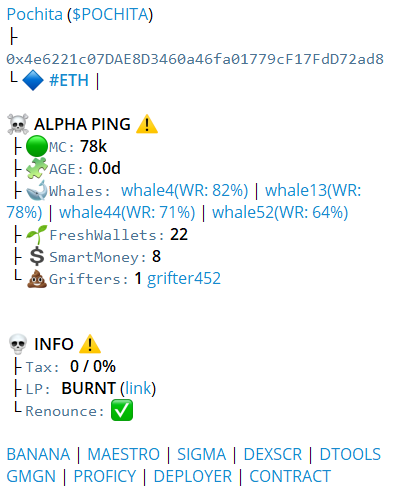 Pochita ($POCHITA)
├
0x4e6221c07DAE8D3460a46fa01779cF17FdD72ad8
└ 🔷 #ETH |
☠️ ALPHA PING ⚠️
├ 🟢MC: 78k
├ 🧩AGE: 0.0d
├ 🐳Whales: whale4(WR: 82%) | whale13(WR:
78%) | whale44(WR: 71%) | whale52(WR: 64%)
├ 🌱FreshWallets: 22
├ 💲SmartMoney: 8
└ 💩Grifters: 1 grifter452
💀 INFO ⚠️
├ Tax: 0 / 0%
├ LP: BURNT (link)
└ Renounce: ✅
BANANA | MAESTRO | SIGMA | DEXSCR | DTOOLS
GMGN | PROFICY | DEPLOYER | CONTRACT